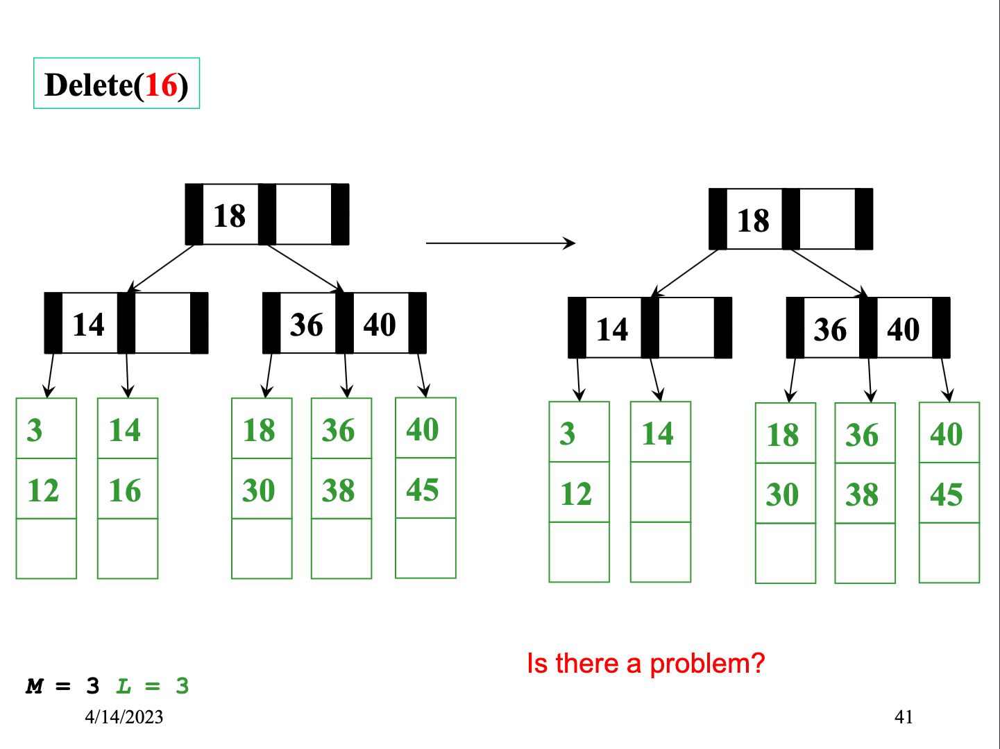 Delete(16)
18
18
14
36 40
14
36 40
3 14 18 36 40
12 16 30 38 45
3 14 18 36 40
12 30 38 45
Is there a problem?
M = 3 L = 3
4/14/2023
41